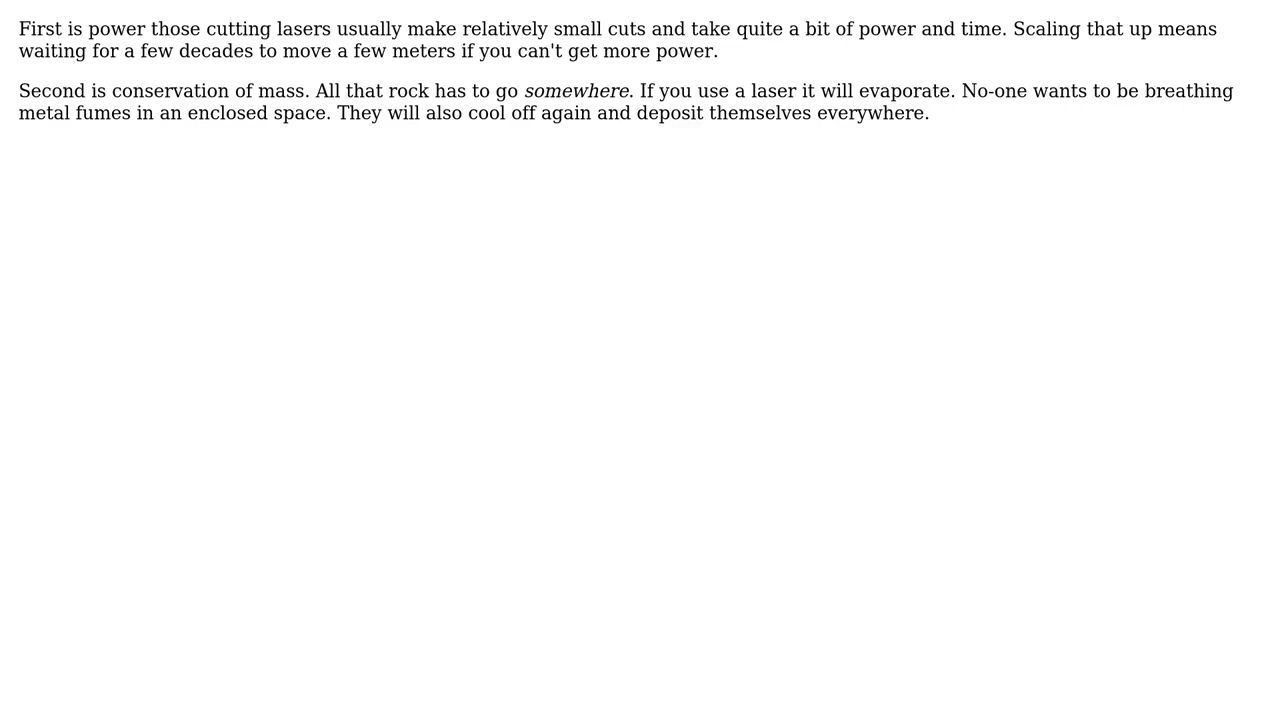 First is power those cutting lasers usually make relatively small cuts and take quite a bit of power and time. Scaling that up means
waiting for a few decades to move a few meters if you can't get more power.
Second is conservation of mass. All that rock has to go somewhere. If you use a laser it will evaporate. No-one wants to be breathing
metal fumes in an enclosed space. They will also cool off again and deposit themselves everywhere.